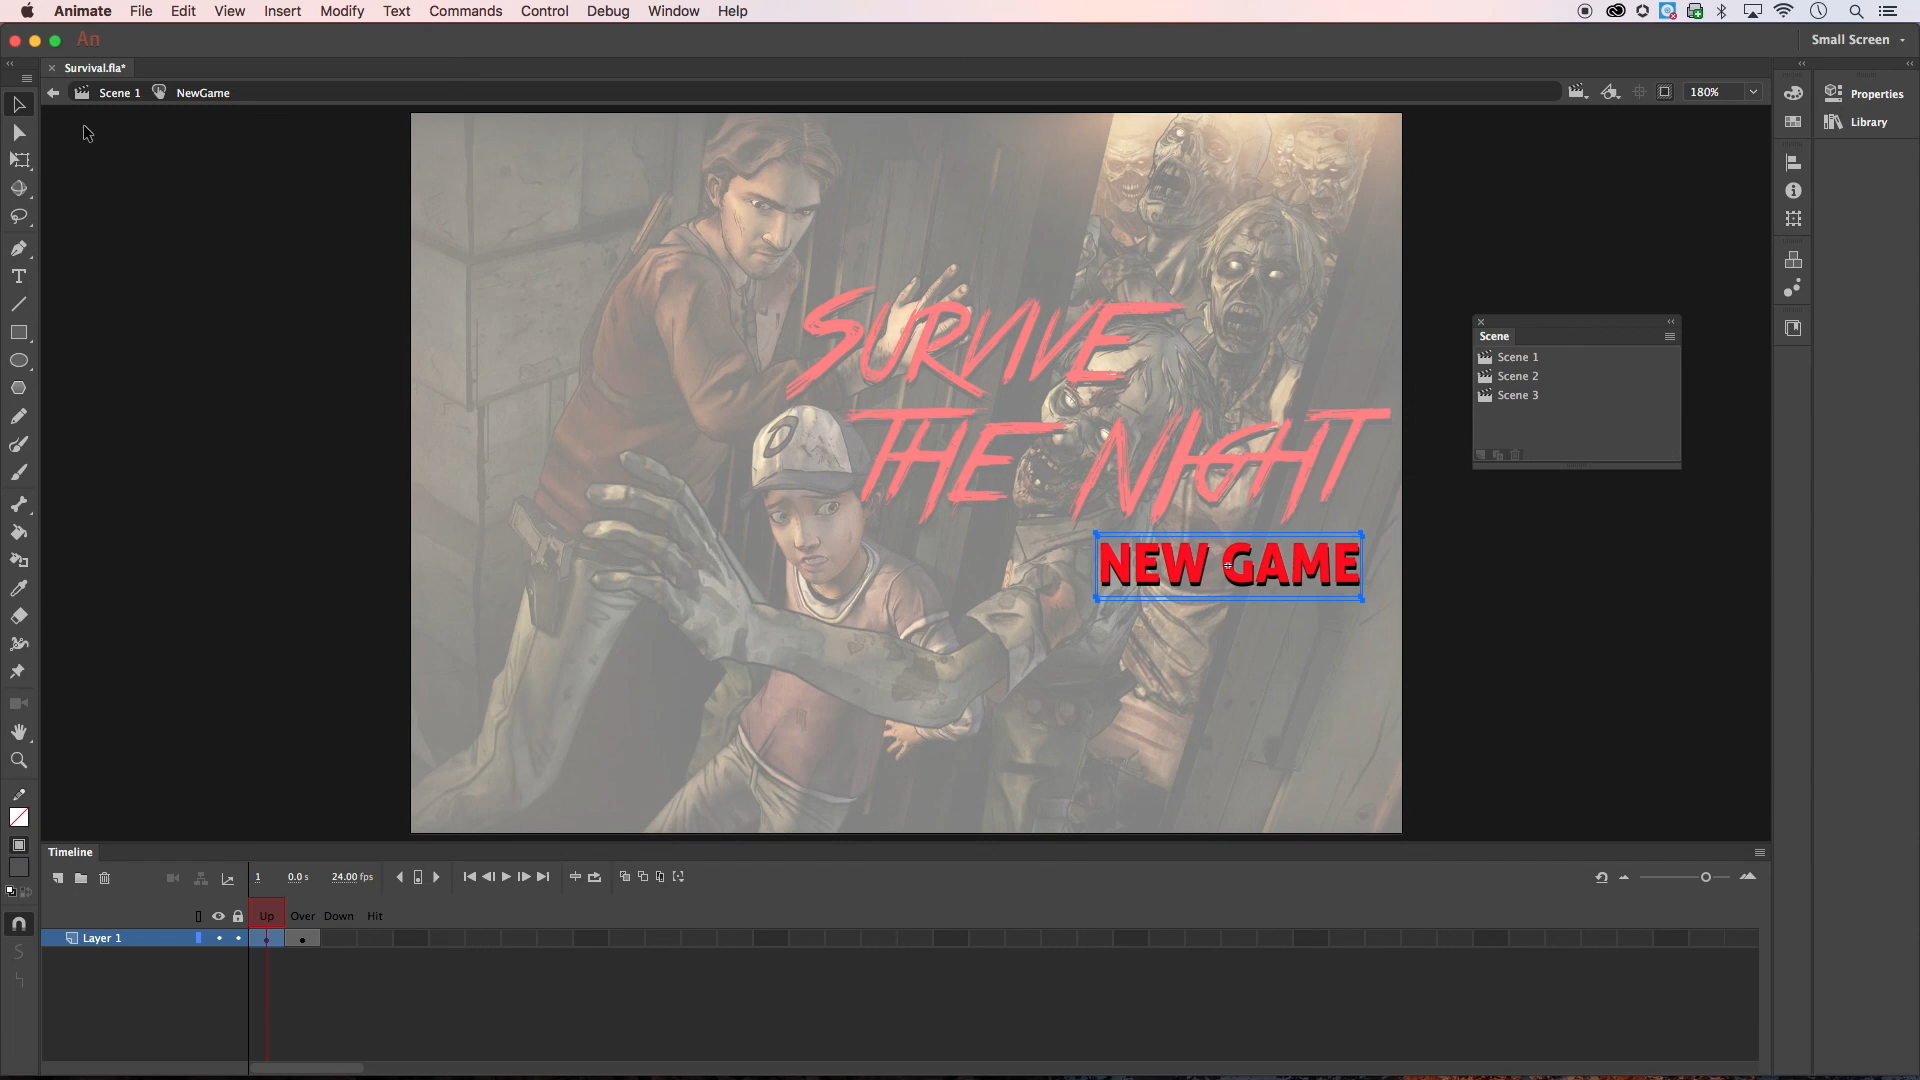 Animate File Edit View Insert Modify Text Commands Control Debug Window Help
An
Small Screen
Survival.fla*
Scene 1 NewGame
180%
Properties
Library
SURVIVE
THE NIGHT
NEW GAME
Scene
Scene 1
Scene 2
Scene 3
Timeline
1 0.0 s 24.00 fps
Up Over Down Hit
Layer 1